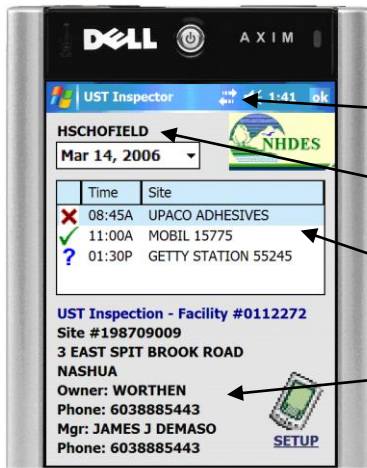 DELL AXIM
UST Inspector 1:41 ok
HSCHOFIELD
NHDES
Mar 14, 2006
Time Site
08:45A UPACO ADHESIVES
11:00A MOBIL 15775
? 01:30P GETTY STATION 55245
UST Inspection - Facility #0112272
Site #198709009
3 EAST SPIT BROOK ROAD
NASHUA
Owner: WORTHEN
Phone: 6038885443
Mgr: JAMES J DEMASO
Phone: 6038885443
SETUP